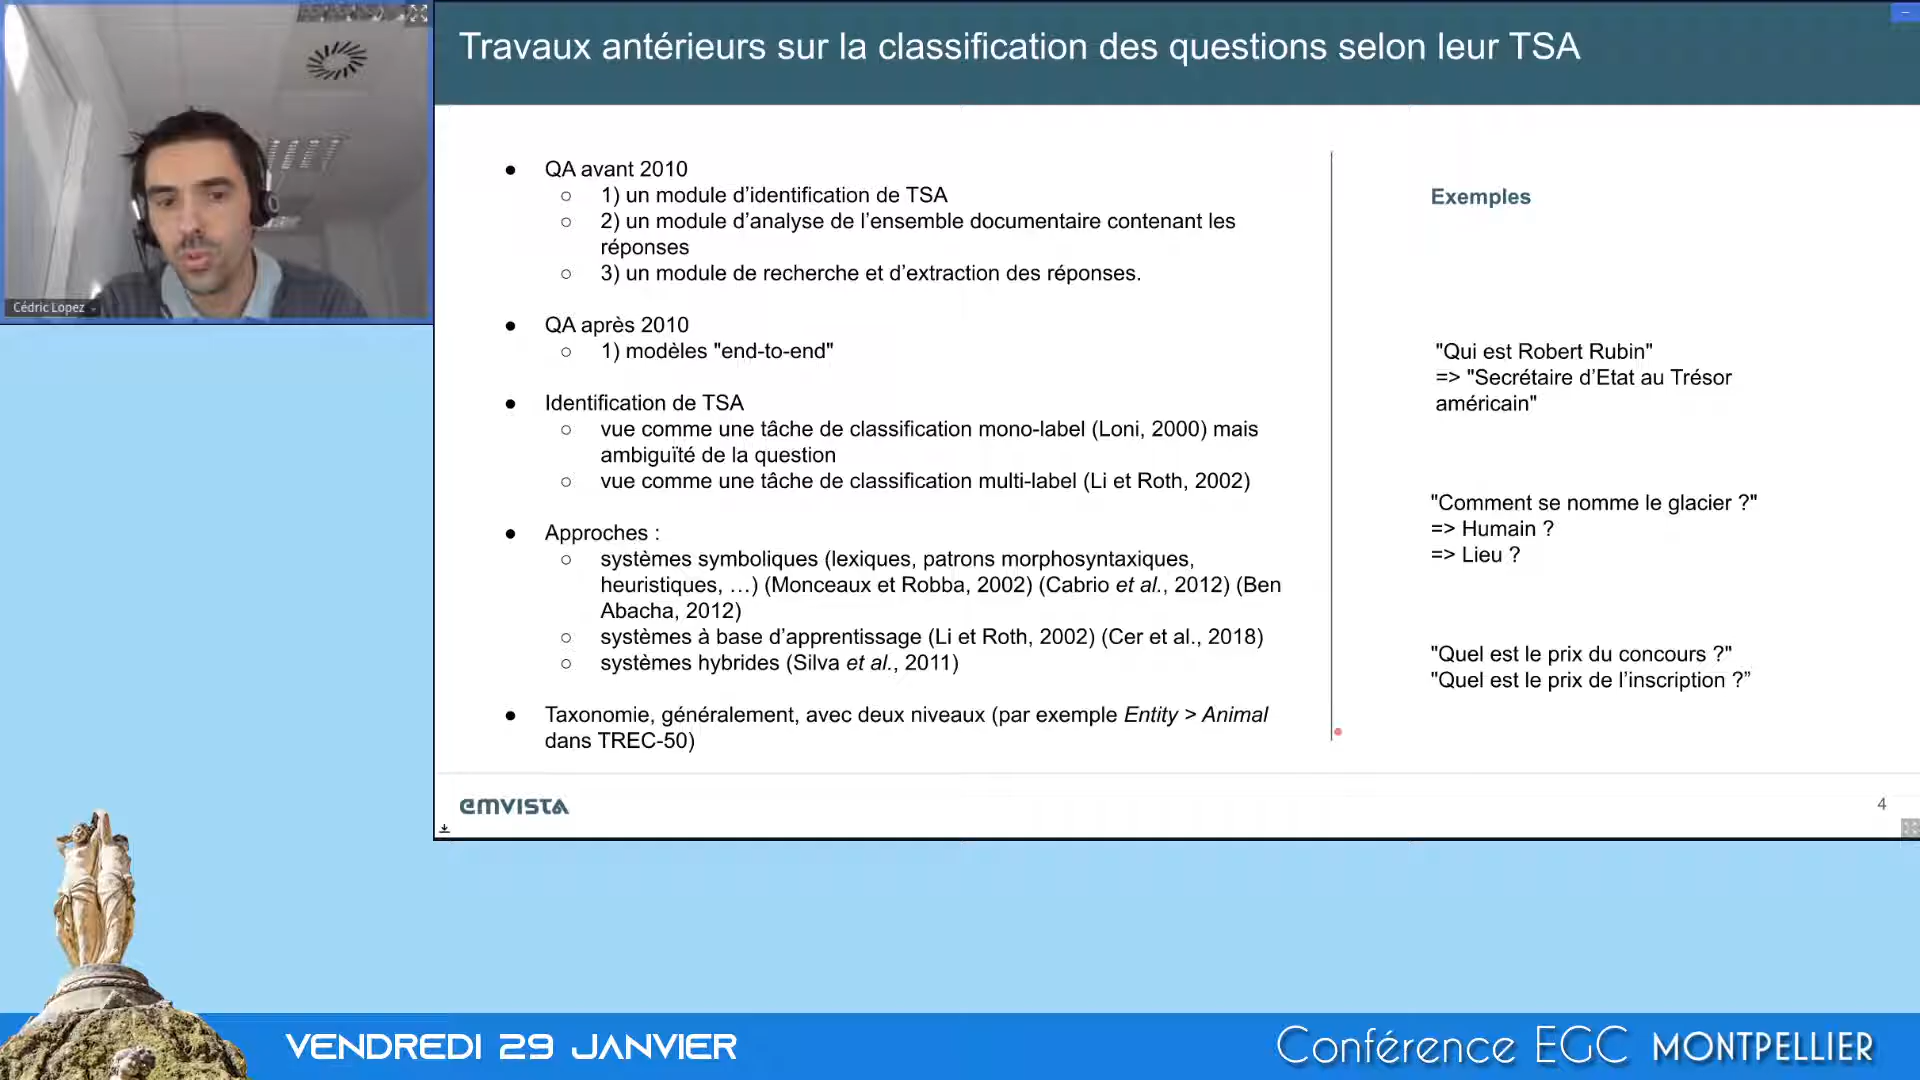 Cédric Lopez
Travaux antérieurs sur la classification des questions selon leur TSA
● QA avant 2010
○ 1) un module d'identification de TSA
○ 2) un module d'analyse de l'ensemble documentaire contenant les
réponses
○ 3) un module de recherche et d'extraction des réponses.
● QA après 2010
○ 1) modèles "end-to-end"
● Identification de TSA
○ vue comme une tâche de classification mono-label (Loni, 2000) mais
ambiguïté de la question
○ vue comme une tâche de classification multi-label (Li et Roth, 2002)
● Approches :
○ systèmes symboliques (lexiques, patrons morphosyntaxiques,
heuristiques, …) (Monceaux et Robba, 2002) (Cabrio et al., 2012) (Ben
Abacha, 2012)
○ systèmes à base d'apprentissage (Li et Roth, 2002) (Cer et al., 2018)
○ systèmes hybrides (Silva et al., 2011)
● Taxonomie, généralement, avec deux niveaux (par exemple Entity > Animal
dans TREC-50)
Exemples
"Qui est Robert Rubin"
=> "Secrétaire d'Etat au Trésor
américain"
"Comment se nomme le glacier ?"
=> Humain ?
=> Lieu ?
"Quel est le prix du concours ?"
"Quel est le prix de l'inscription ?”
emvista
4
VENDREDI 29 JANVIER
Conférence EGC MONTPELLIER